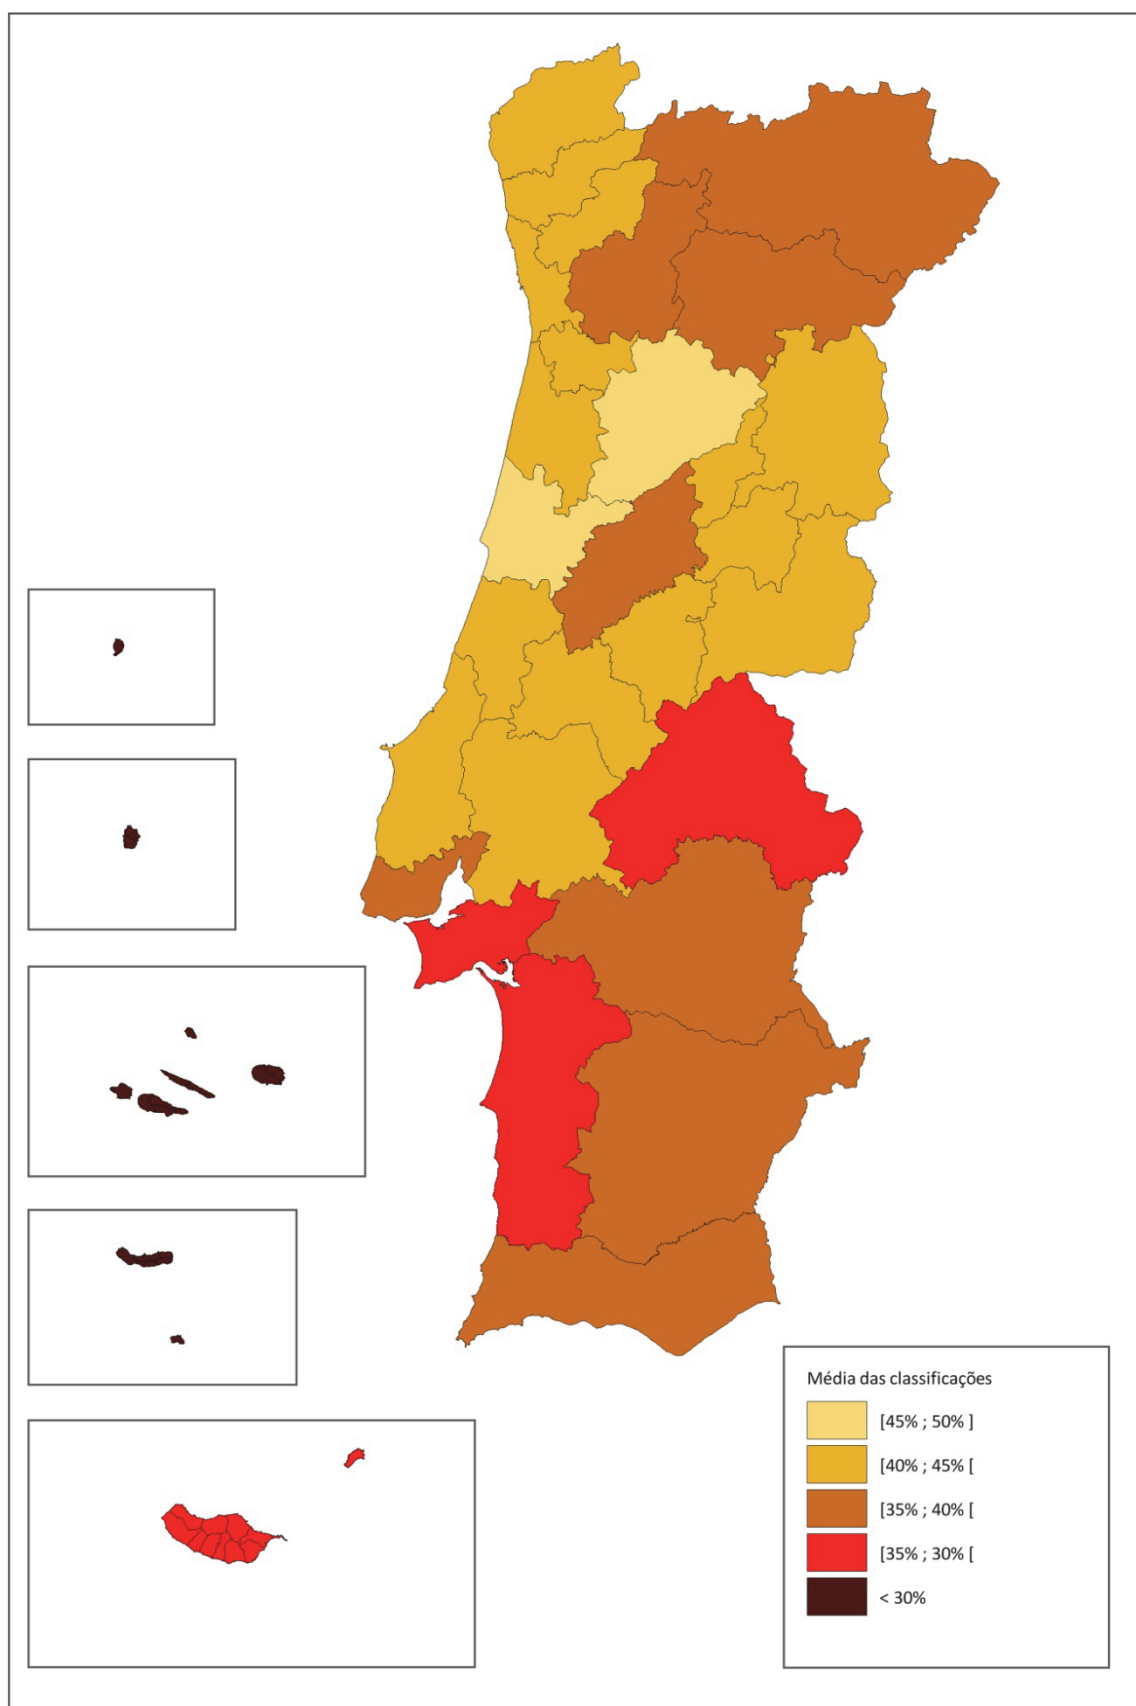 Média das classificações
[45% ; 50% ]
[40% ; 45% [
[35% ; 40% [
[35% ; 30% [
< 30%